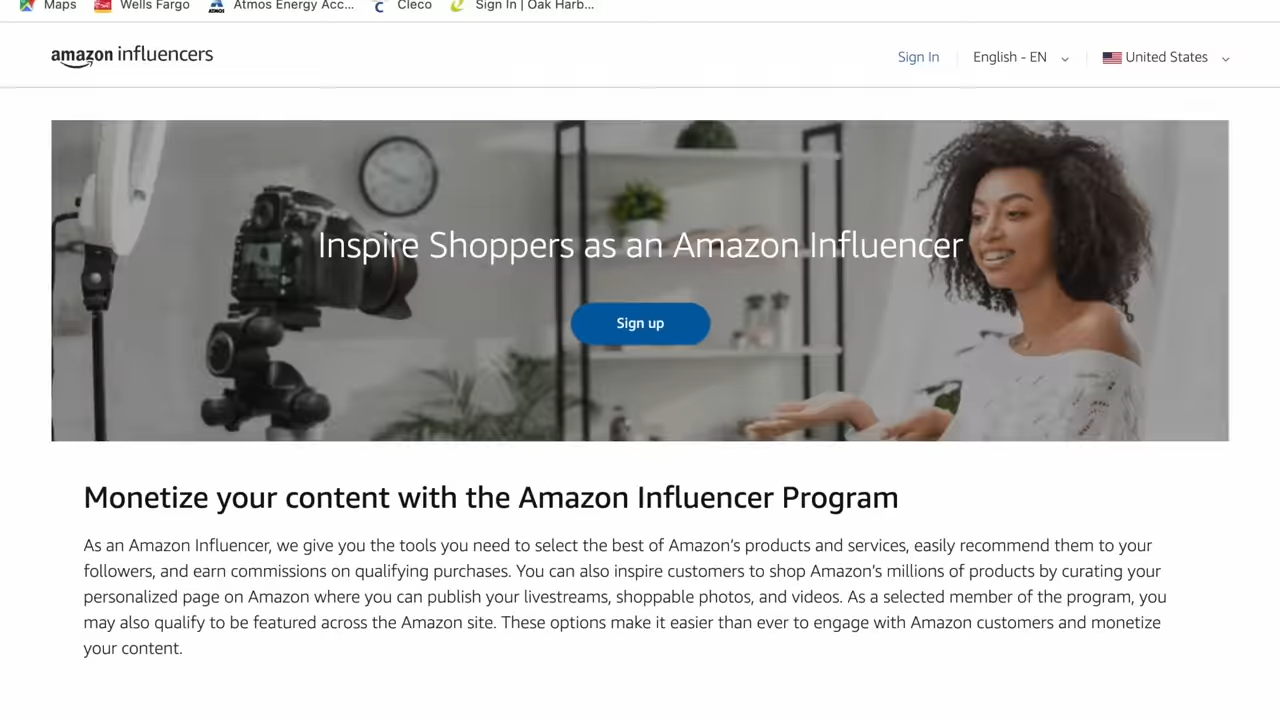 Maps Wells Fargo Atmos Energy Acc... Cleco Sign In | Oak Harb...
ATMOS
amazon influencers Sign In English - EN United States
Inspire Shoppers as an Amazon Influencer
Sign up
Monetize your content with the Amazon Influencer Program
As an Amazon Influencer, we give you the tools you need to select the best of Amazon’s products and services, easily recommend them to your
followers, and earn commissions on qualifying purchases. You can also inspire customers to shop Amazon’s millions of products by curating your
personalized page on Amazon where you can publish your livestreams, shoppable photos, and videos. As a selected member of the program, you
may also qualify to be featured across the Amazon site. These options make it easier than ever to engage with Amazon customers and monetize
your content.